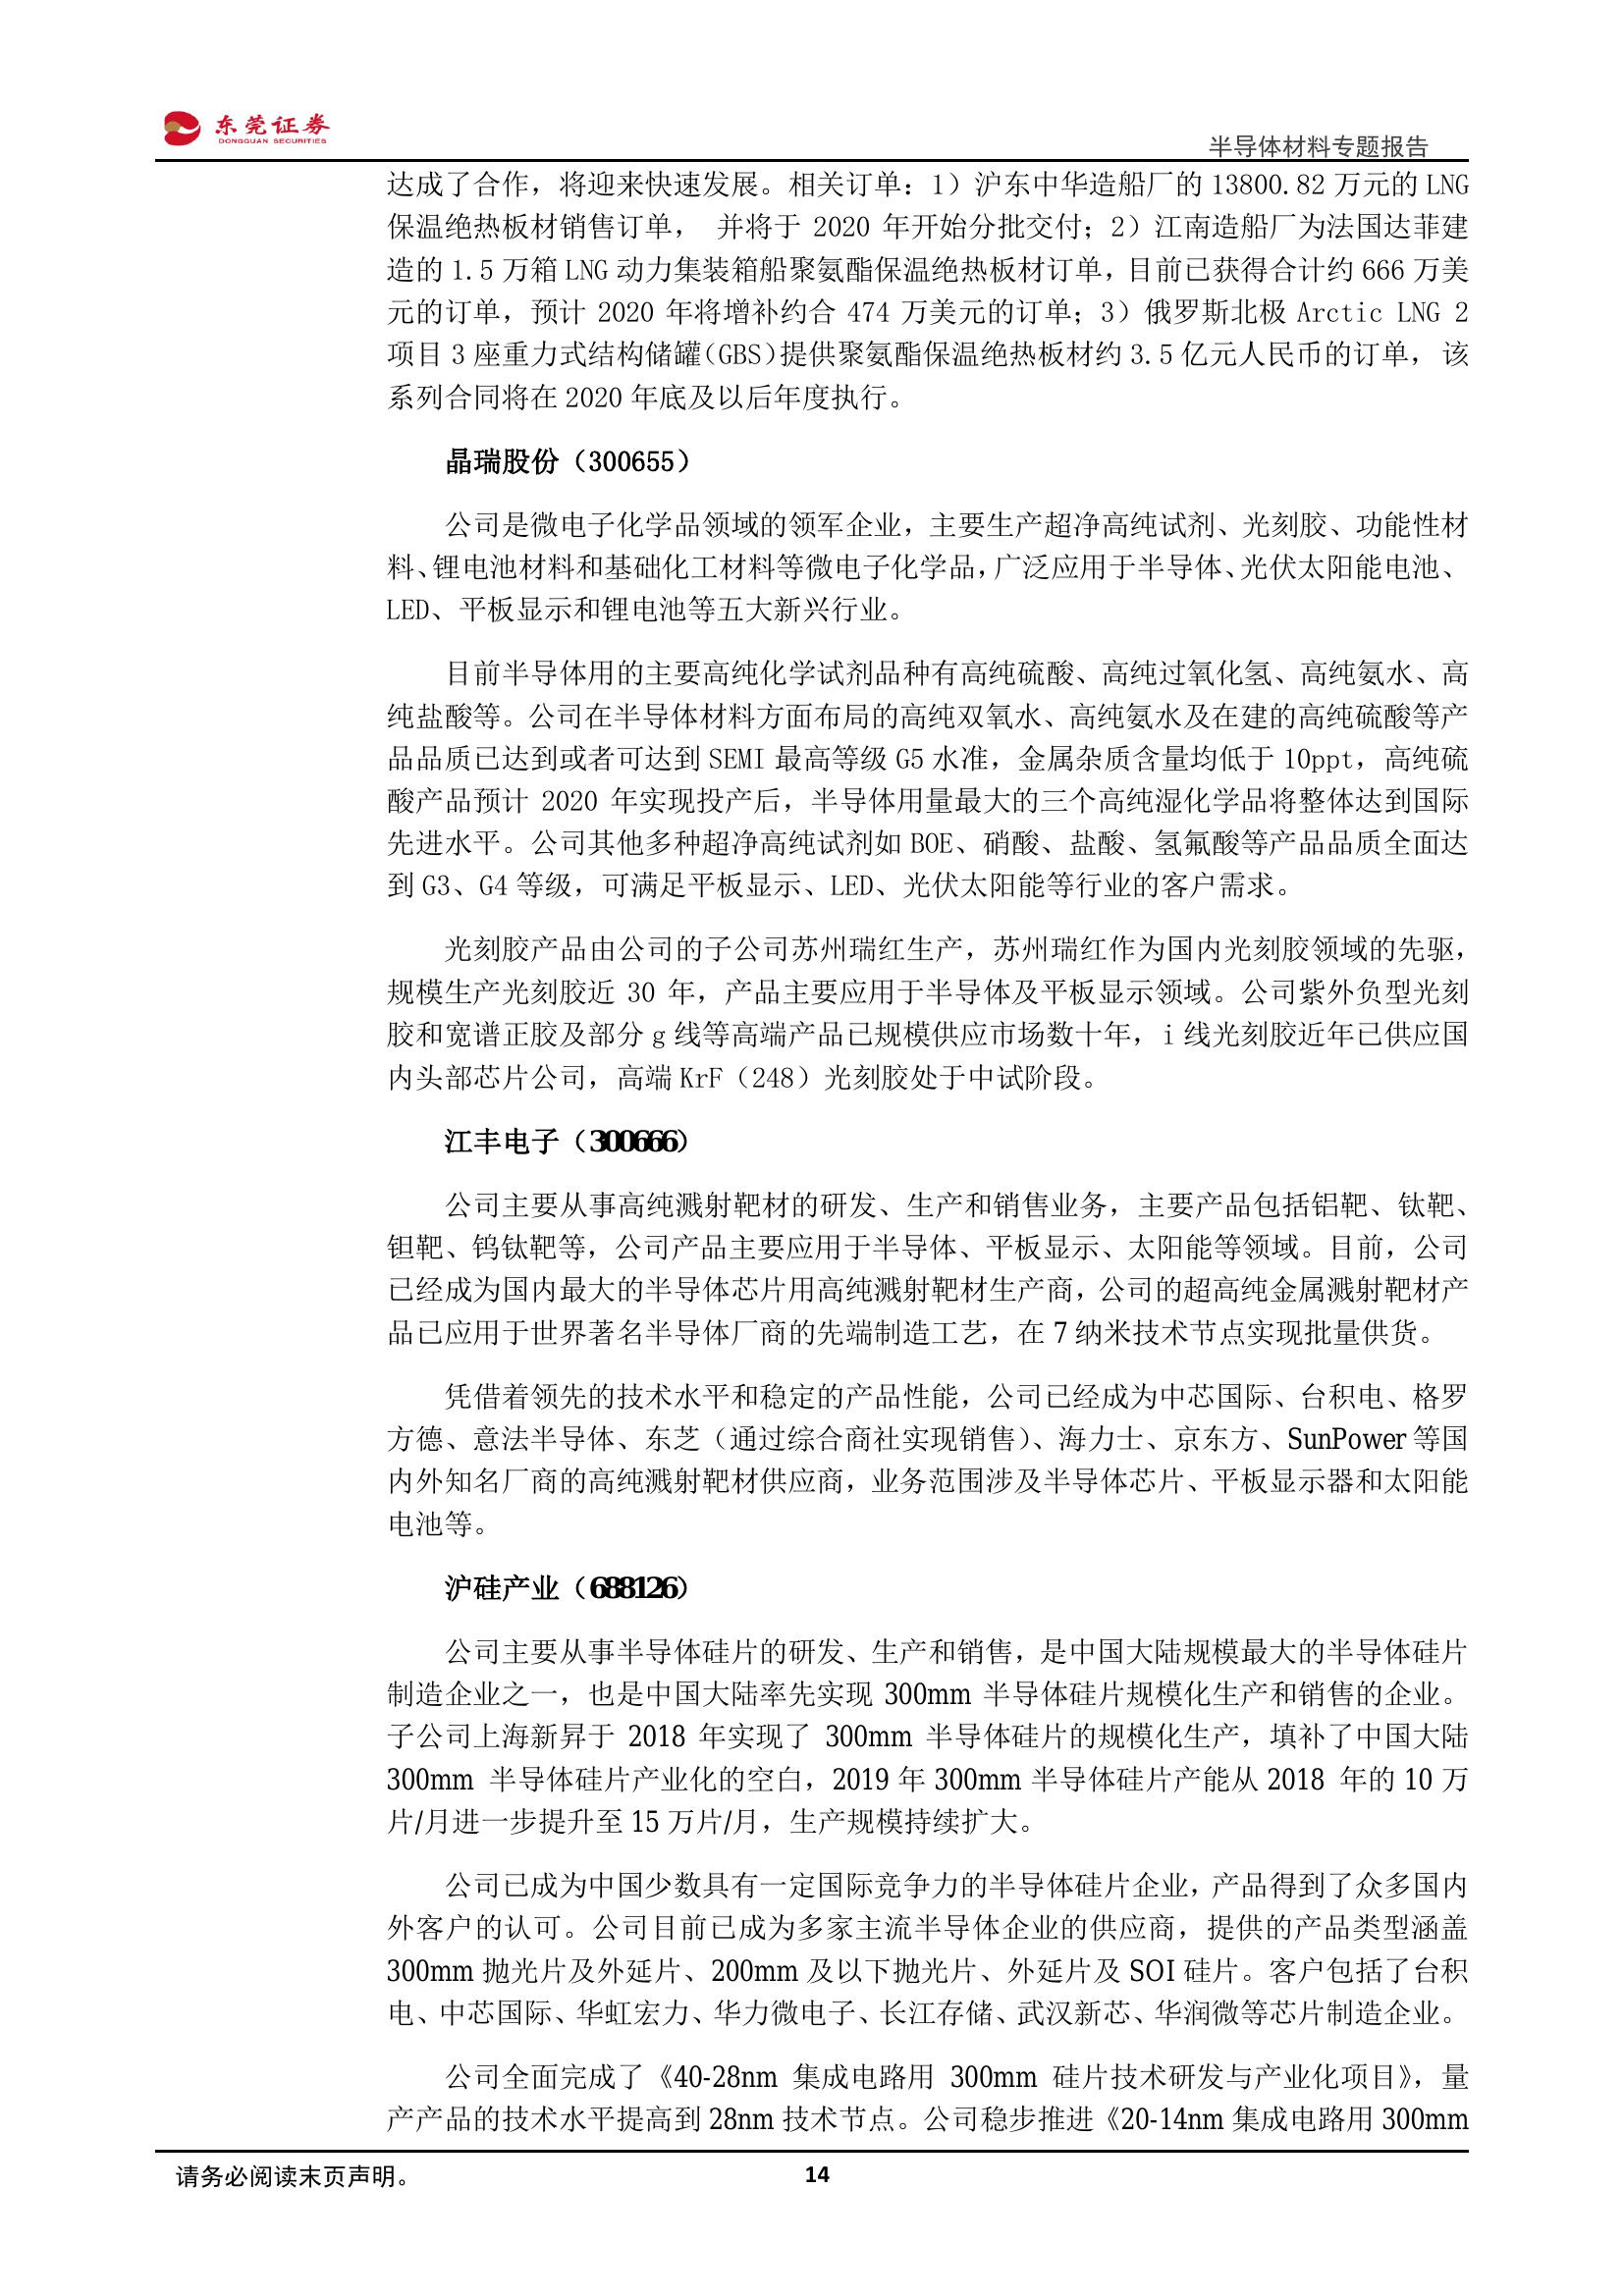 东莞证券
DONGGUAN SECURITIES
半导体材料专题报告
达成了合作，将迎来快速发展。相关订单：1）沪东中华造船厂的 13800.82 万元的 LNG
保温绝热板材销售订单， 并将于 2020 年开始分批交付；2）江南造船厂为法国达菲建
造的 1.5 万箱 LNG 动力集装箱船聚氨酯保温绝热板材订单，目前已获得合计约 666 万美
元的订单，预计 2020 年将增补约合 474 万美元的订单；3）俄罗斯北极 Arctic LNG 2
项目 3 座重力式结构储罐（GBS）提供聚氨酯保温绝热板材约 3.5 亿元人民币的订单， 该
系列合同将在 2020 年底及以后年度执行。
晶瑞股份（300655）
公司是微电子化学品领域的领军企业，主要生产超净高纯试剂、光刻胶、功能性材
料、锂电池材料和基础化工材料等微电子化学品，广泛应用于半导体、光伏太阳能电池、
LED、平板显示和锂电池等五大新兴行业。
目前半导体用的主要高纯化学试剂品种有高纯硫酸、高纯过氧化氢、高纯氨水、高
纯盐酸等。公司在半导体材料方面布局的高纯双氧水、高纯氨水及在建的高纯硫酸等产
品品质已达到或者可达到 SEMI 最高等级 G5 水准，金属杂质含量均低于 10ppt，高纯硫
酸产品预计 2020 年实现投产后，半导体用量最大的三个高纯湿化学品将整体达到国际
先进水平。公司其他多种超净高纯试剂如 BOE、硝酸、盐酸、氢氟酸等产品品质全面达
到 G3、G4 等级，可满足平板显示、LED、光伏太阳能等行业的客户需求。
光刻胶产品由公司的子公司苏州瑞红生产，苏州瑞红作为国内光刻胶领域的先驱，
规模生产光刻胶近 30 年，产品主要应用于半导体及平板显示领域。公司紫外负型光刻
胶和宽谱正胶及部分 g 线等高端产品已规模供应市场数十年，i 线光刻胶近年已供应国
内头部芯片公司，高端 KrF（248）光刻胶处于中试阶段。
江丰电子（300666）
公司主要从事高纯溅射靶材的研发、生产和销售业务，主要产品包括铝靶、钛靶、
钽靶、钨钛靶等，公司产品主要应用于半导体、平板显示、太阳能等领域。目前，公司
已经成为国内最大的半导体芯片用高纯溅射靶材生产商，公司的超高纯金属溅射靶材产
品已应用于世界著名半导体厂商的先端制造工艺，在 7 纳米技术节点实现批量供货。
凭借着领先的技术水平和稳定的产品性能，公司已经成为中芯国际、台积电、格罗
方德、意法半导体、东芝（通过综合商社实现销售）、海力士、京东方、SunPower 等国
内外知名厂商的高纯溅射靶材供应商，业务范围涉及半导体芯片、平板显示器和太阳能
电池等。
沪硅产业（688126）
公司主要从事半导体硅片的研发、生产和销售，是中国大陆规模最大的半导体硅片
制造企业之一，也是中国大陆率先实现 300mm 半导体硅片规模化生产和销售的企业。
子公司上海新昇于 2018 年实现了 300mm 半导体硅片的规模化生产，填补了中国大陆
300mm 半导体硅片产业化的空白，2019 年 300mm 半导体硅片产能从 2018 年的 10 万
片/月进一步提升至 15 万片/月，生产规模持续扩大。
公司已成为中国少数具有一定国际竞争力的半导体硅片企业，产品得到了众多国内
外客户的认可。公司目前已成为多家主流半导体企业的供应商，提供的产品类型涵盖
300mm 抛光片及外延片、200mm 及以下抛光片、外延片及 SOI 硅片。客户包括了台积
电、中芯国际、华虹宏力、华力微电子、长江存储、武汉新芯、华润微等芯片制造企业。
公司全面完成了《40-28nm 集成电路用 300mm 硅片技术研发与产业化项目》，量
产产品的技术水平提高到 28nm 技术节点。公司稳步推进《20-14nm 集成电路用 300mm
请务必阅读末页声明。
14